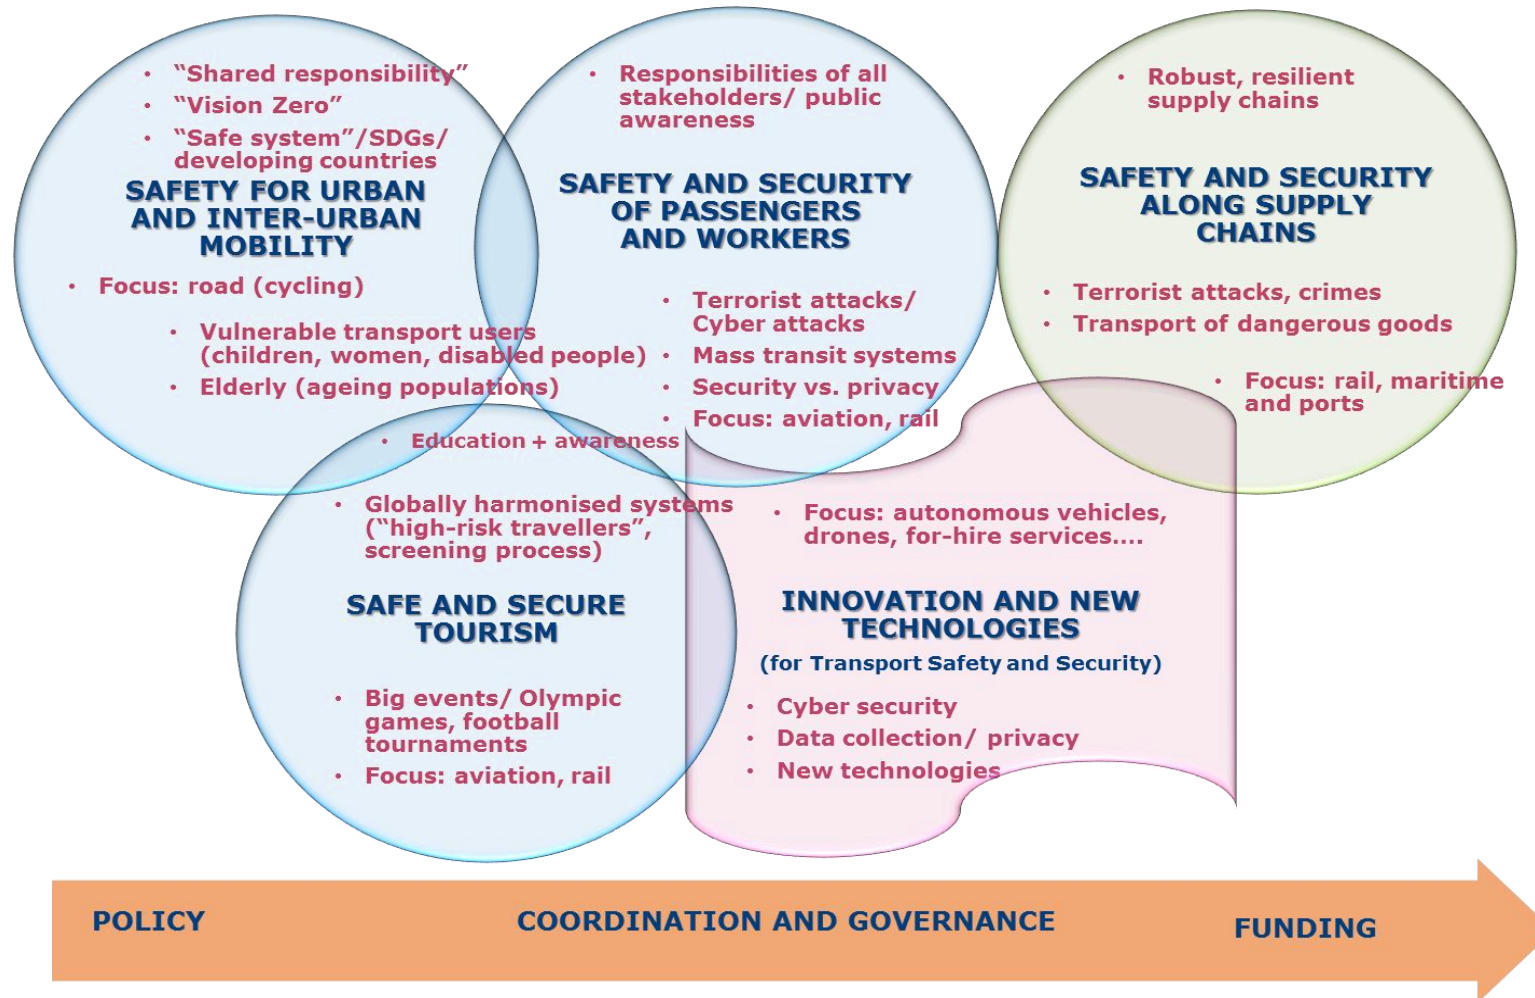 • “Shared responsibility”
• “Vision Zero”
• “Safe system”/SDGs/
developing countries
SAFETY FOR URBAN
AND INTER-URBAN
MOBILITY
• Focus: road (cycling)
• Vulnerable transport users
(children, women, disabled people)
• Elderly (ageing populations)
• Responsibilities of all
stakeholders/ public
awareness
SAFETY AND SECURITY
OF PASSENGERS
AND WORKERS
• Terrorist attacks/
Cyber attacks
• Mass transit systems
• Security vs. privacy
• Focus: aviation, rail
• Robust, resilient
supply chains
SAFETY AND SECURITY
ALONG SUPPLY
CHAINS
• Terrorist attacks, crimes
• Transport of dangerous goods
• Focus: rail, maritime
and ports
• Education + awareness
• Globally harmonised systems
(“high-risk travellers”,
screening process)
SAFE AND SECURE
TOURISM
• Big events/ Olympic
games, football
tournaments
• Focus: aviation, rail
• Focus: autonomous vehicles,
drones, for-hire services....
INNOVATION AND NEW
TECHNOLOGIES
(for Transport Safety and Security)
• Cyber security
• Data collection/ privacy
• New technologies
POLICY
COORDINATION AND GOVERNANCE
FUNDING